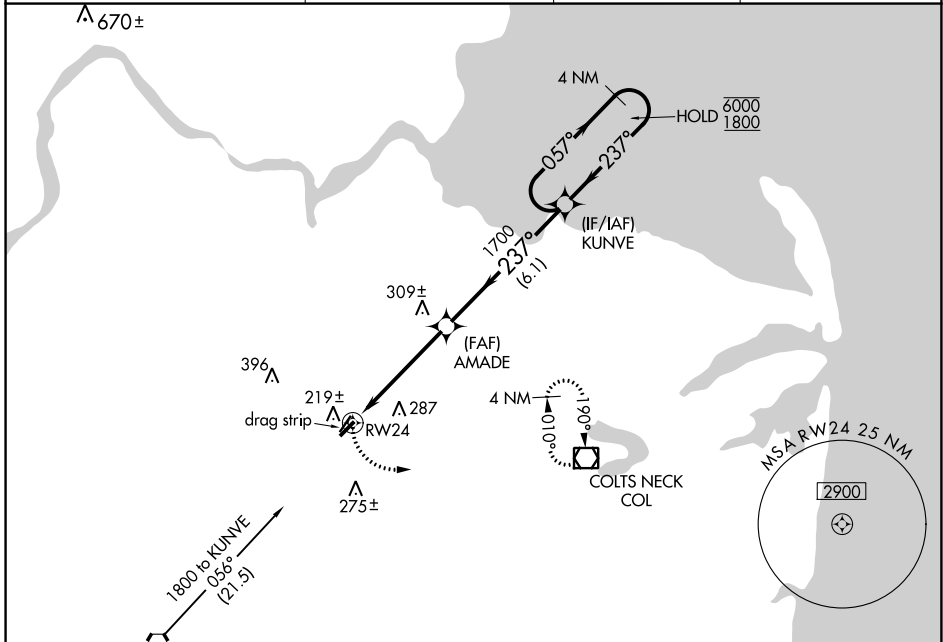 670±
4 NM
HOLD 6000
1800
057°
237°
(IF/IAF)
KUNVE
1700
237°
(6.1)
309±
(FAF)
AMADE
396
219±
287
drag strip
RW24
4 NM
010°
190°
COLTS NECK
COL
275±
MSA RW24 25 NM
2900
1800 to KUNVE
056°
(21.5)